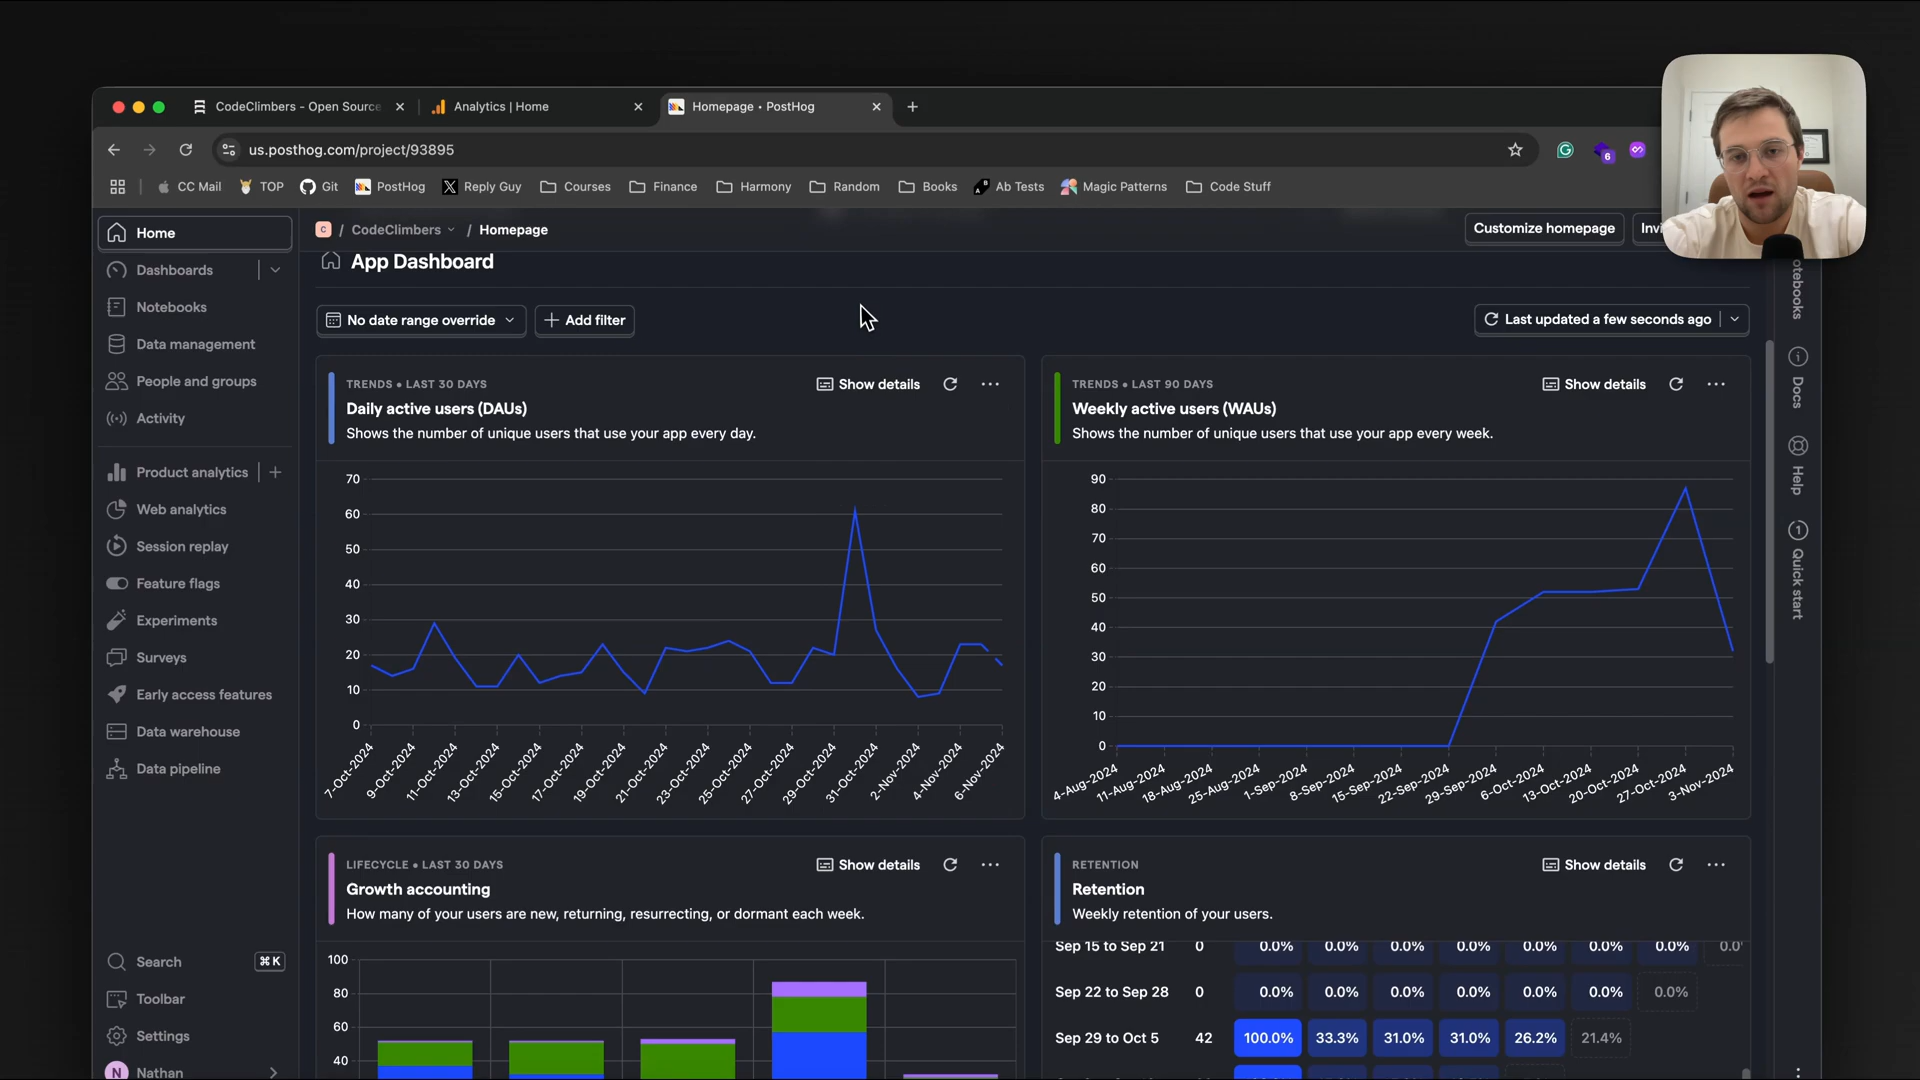 CodeClimbers - Open Source
Analytics | Home
Homepage • PostHog
us.posthog.com/project/93895
6
CC Mail
TOP
Git
PostHog
Reply Guy
Courses
Finance
Harmony
Random
Books
Ab Tests
Magic Patterns
Code Stuff
Home
Dashboards
Notebooks
Data management
People and groups
Activity
Product analytics
Web analytics
Session replay
Feature flags
Experiments
Surveys
Early access features
Data warehouse
Data pipeline
Search
⌘K
Toolbar
Settings
N
Nathan
C / CodeClimbers / Homepage
Customize homepage
App Dashboard
No date range override
Add filter
Last updated a few seconds ago
TRENDS • LAST 30 DAYS
Show details
Daily active users (DAUs)
Shows the number of unique users that use your app every day.
70
60
50
40
30
20
10
0
7-Oct-2024
9-Oct-2024
11-Oct-2024
13-Oct-2024
15-Oct-2024
17-Oct-2024
19-Oct-2024
21-Oct-2024
23-Oct-2024
25-Oct-2024
27-Oct-2024
29-Oct-2024
31-Oct-2024
2-Nov-2024
4-Nov-2024
6-Nov-2024
TRENDS • LAST 90 DAYS
Show details
Weekly active users (WAUs)
Shows the number of unique users that use your app every week.
90
80
70
60
50
40
30
20
10
0
4-Aug-2024
11-Aug-2024
18-Aug-2024
25-Aug-2024
1-Sep-2024
8-Sep-2024
15-Sep-2024
22-Sep-2024
29-Sep-2024
6-Oct-2024
13-Oct-2024
20-Oct-2024
27-Oct-2024
3-Nov-2024
LIFECYCLE • LAST 30 DAYS
Show details
Growth accounting
How many of your users are new, returning, resurrecting, or dormant each week.
100
80
60
40
RETENTION
Show details
Retention
Weekly retention of your users.
Sep 15 to Sep 21 0 0.0% 0.0% 0.0% 0.0% 0.0% 0.0% 0.0% 0.0
Sep 22 to Sep 28 0 0.0% 0.0% 0.0% 0.0% 0.0% 0.0% 0.0%
Sep 29 to Oct 5 42 100.0% 33.3% 31.0% 31.0% 26.2% 21.4%
Docs
Help
1
Quick start